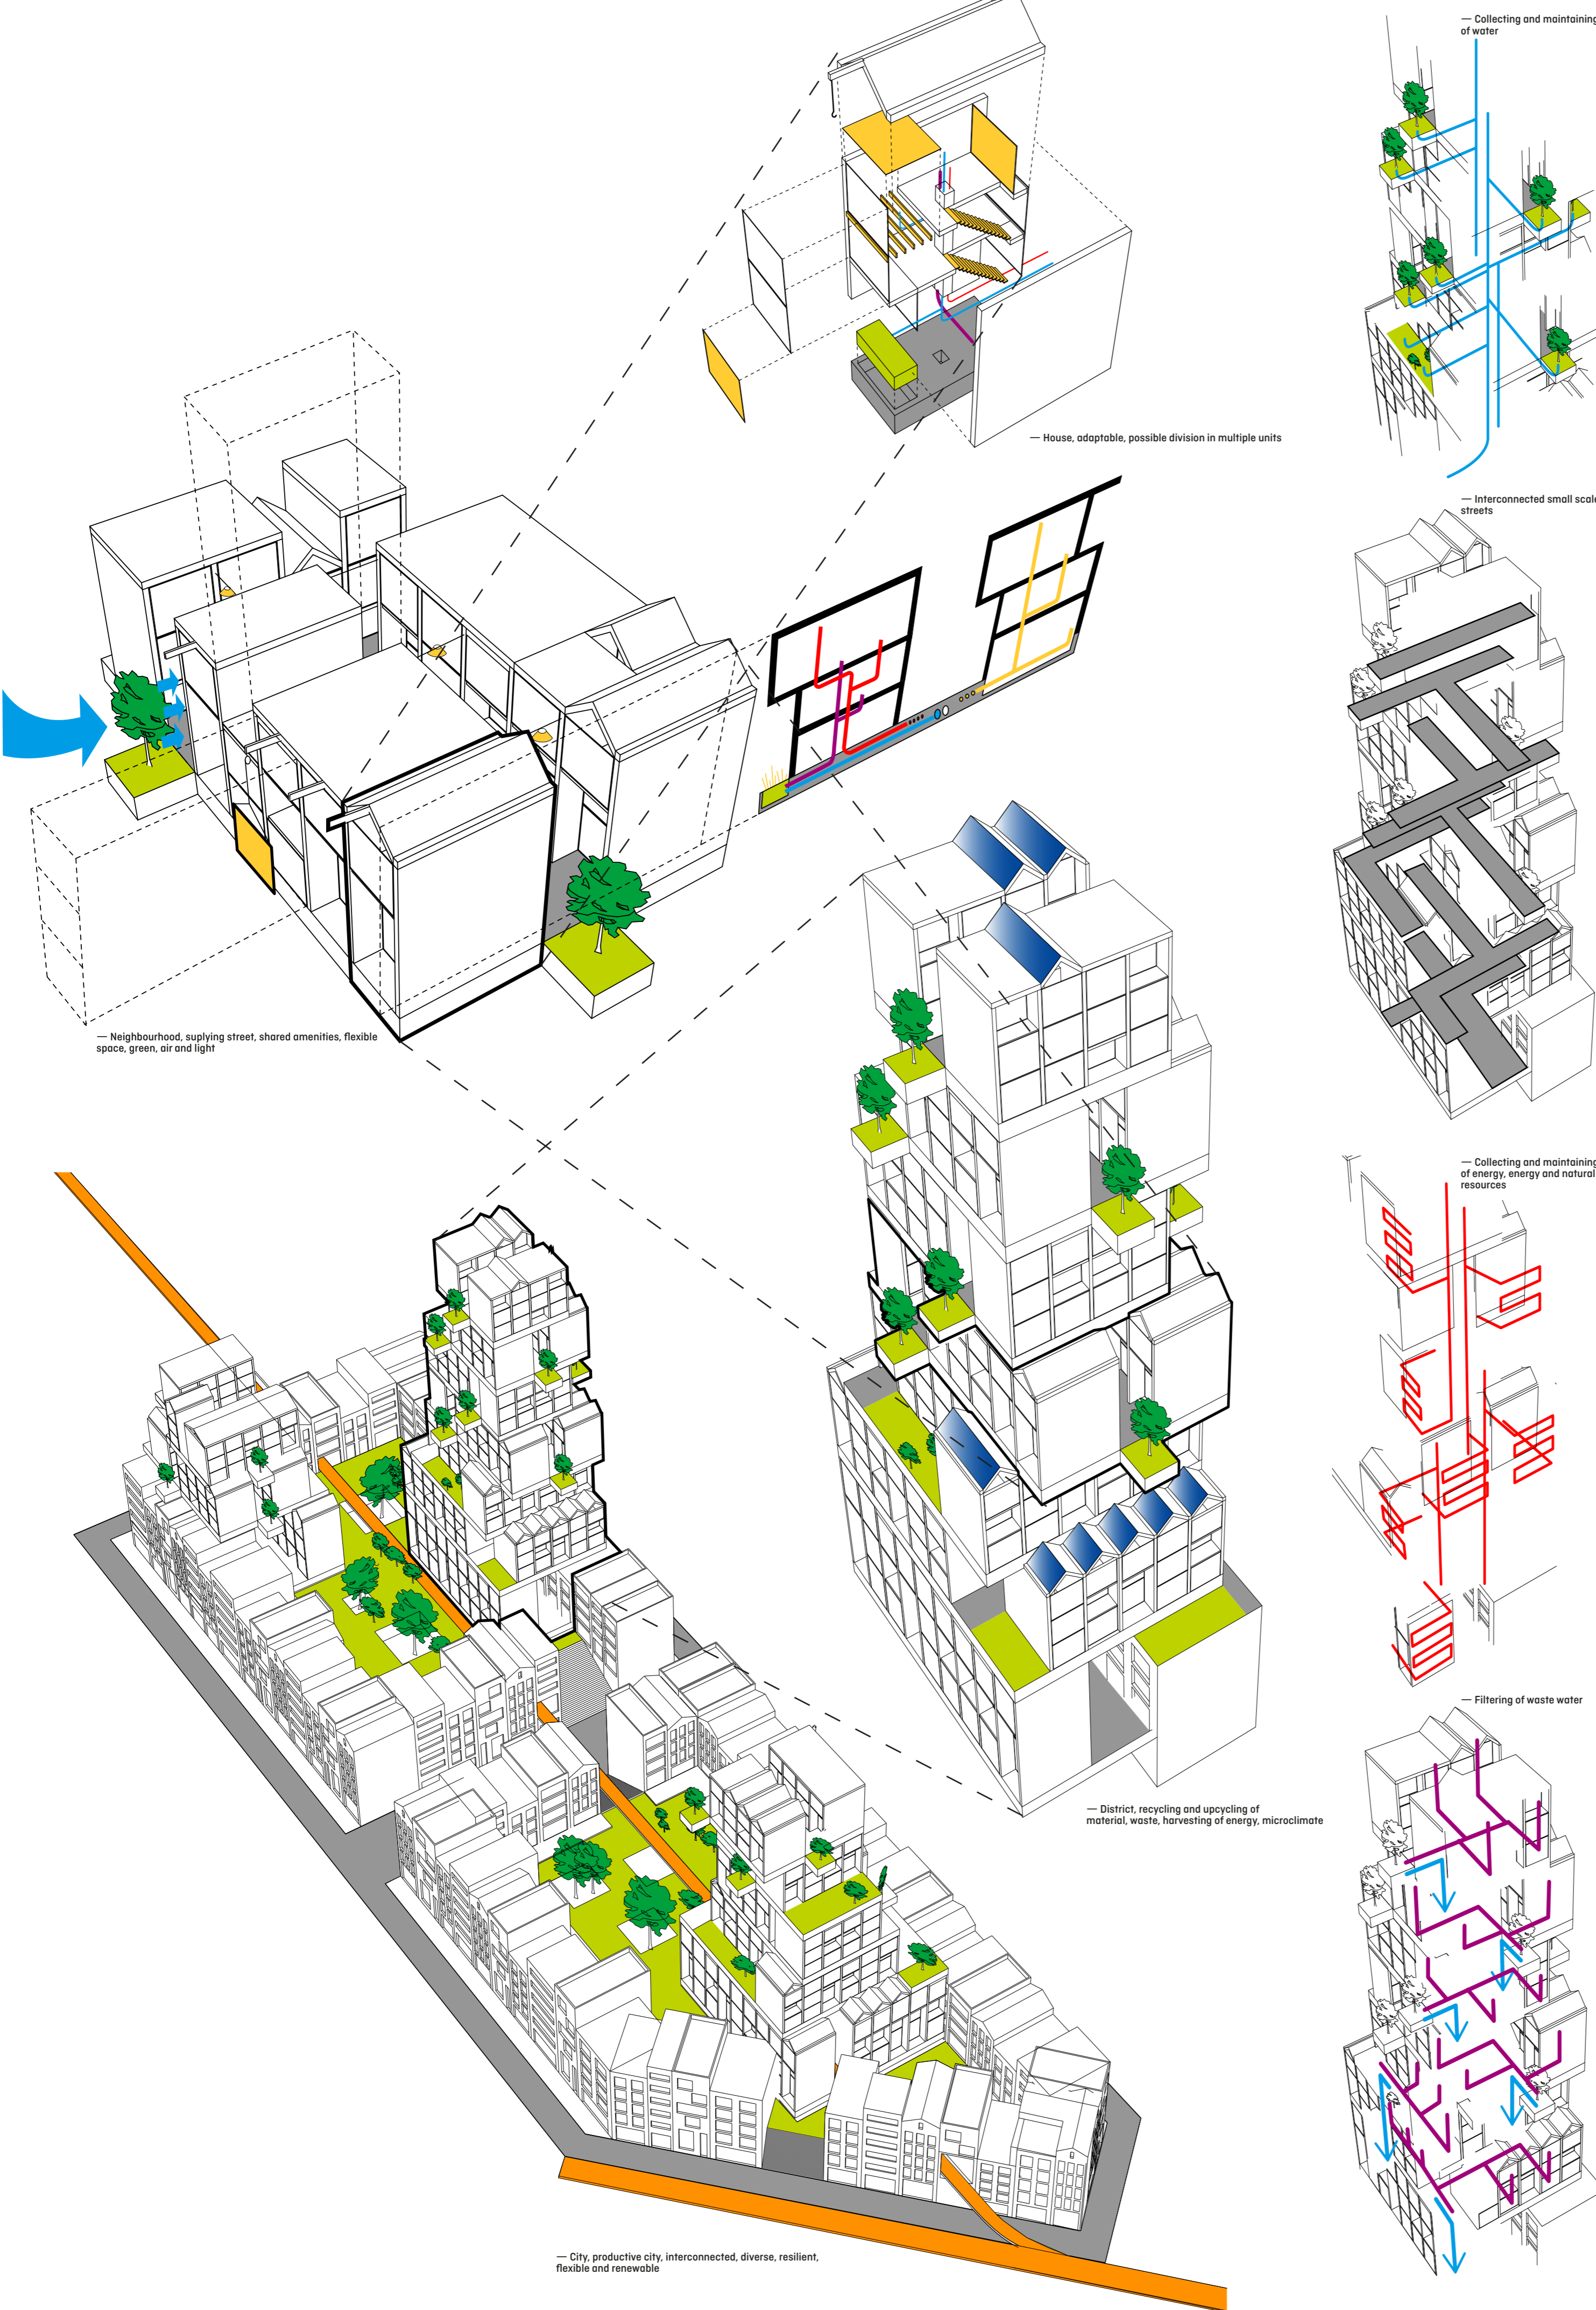 — Collecting and maintaining
of water
— House, adaptable, possible division in multiple units
— Interconnected small scale
streets
— Neighbourhood, suplying street, shared amenities, flexible
space, green, air and light
— Collecting and maintaining
of energy, energy and natural
resources
— Filtering of waste water
— District, recycling and upcycling of
material, waste, harvesting of energy, microclimate
— City, productive city, interconnected, diverse, resilient,
flexible and renewable